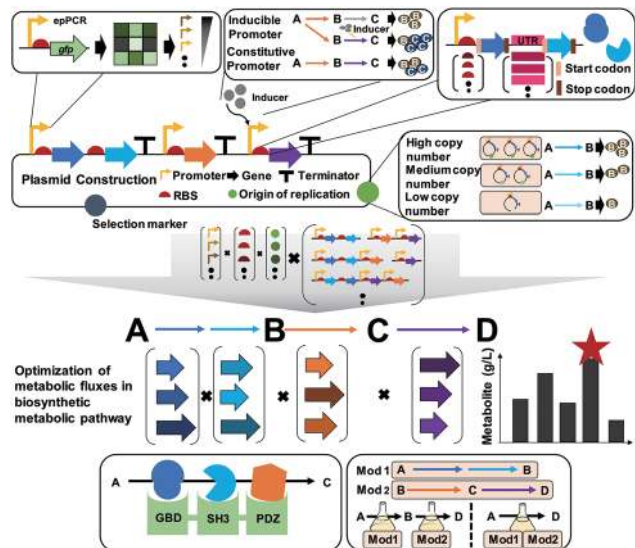 epPCR
gfp
Inducible
Promoter
A B C B B B
Inducer
B C B C B C
Constitutive
Promoter
A B C B C B C
UTR
Start codon
Stop codon
Inducer
Plasmid Construction
Promoter
Gene
Terminator
RBS
Origin of replication
Selection marker
High copy
number
A B B B B
Medium copy
number
A B B B
Low copy
number
A B B
A B C D
Optimization of
metabolic fluxes in
biosynthetic
metabolic pathway
Metabolite (g/L)
A C
GBD SH3 PDZ
Mod 1 A B
Mod 2 B C D
A B D
Mod1 Mod2
A D
Mod1 Mod2